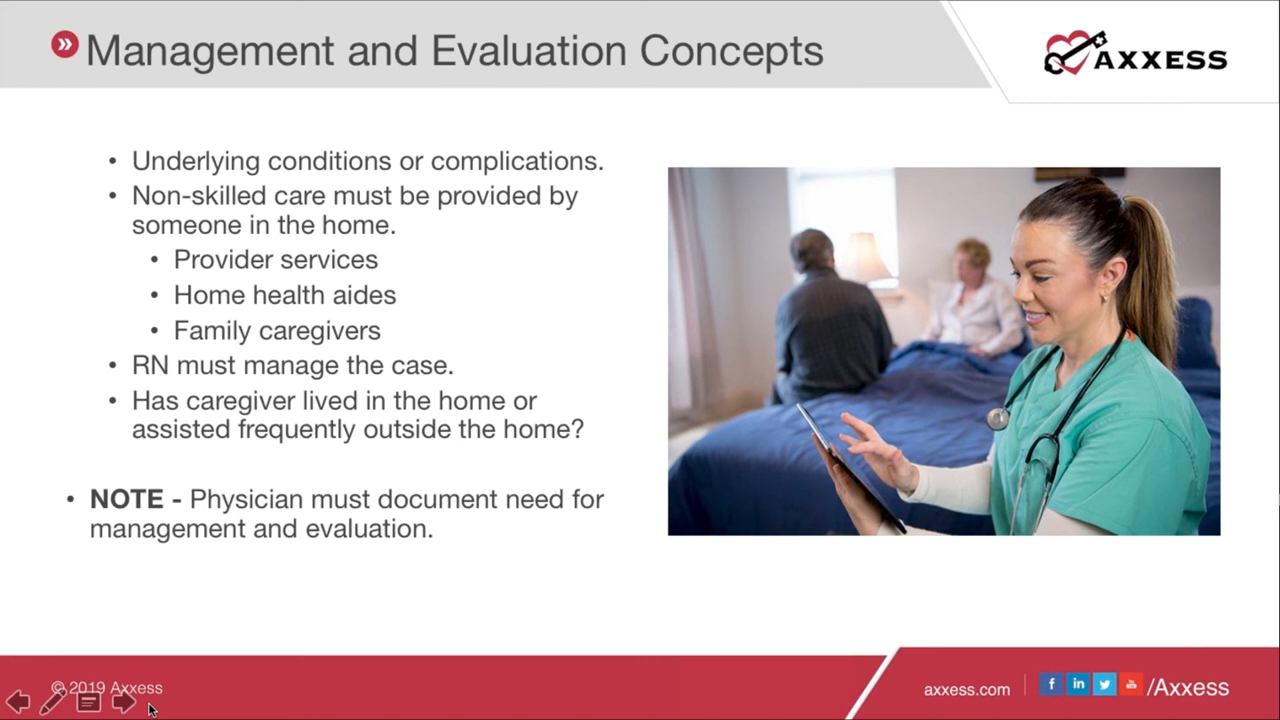 Management and Evaluation Concepts
AXXESS
• Underlying conditions or complications.
• Non-skilled care must be provided by
someone in the home.
• Provider services
• Home health aides
• Family caregivers
• RN must manage the case.
• Has caregiver lived in the home or
assisted frequently outside the home?
• NOTE - Physician must document need for
management and evaluation.
© 2019 Axxess
axxess.com
/Axxess